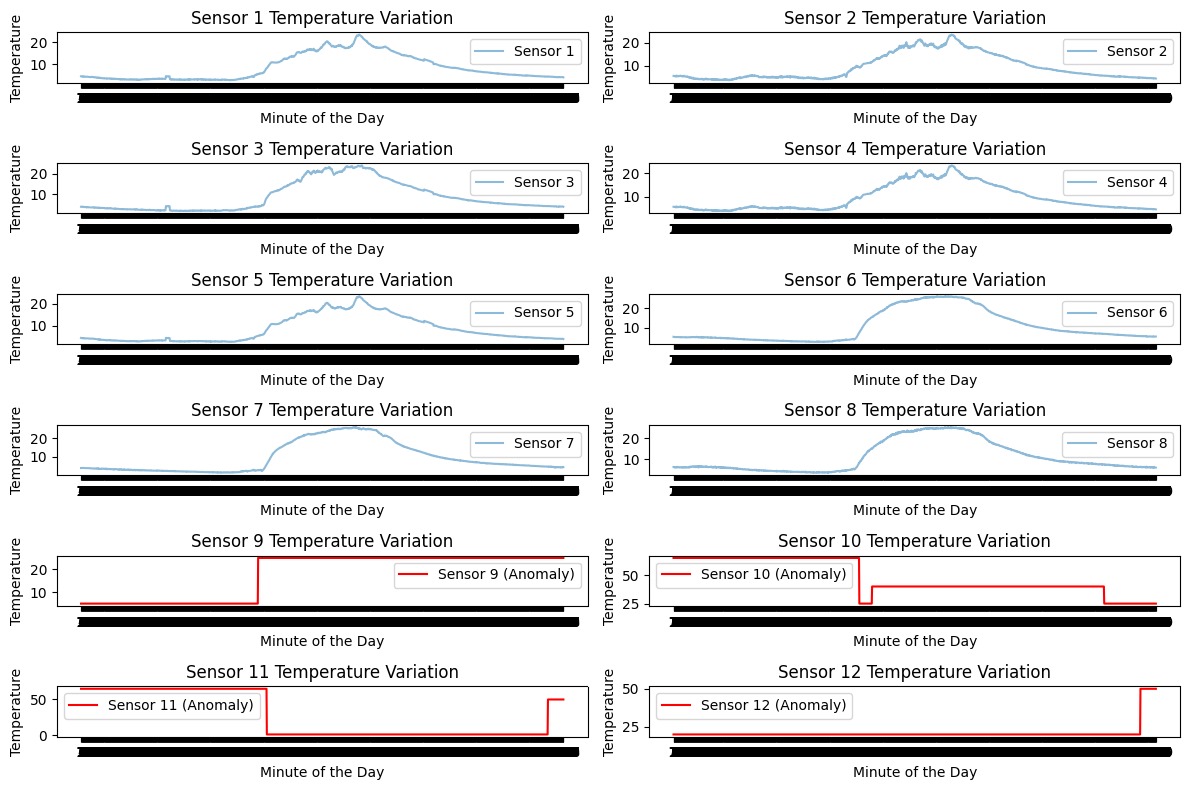 Sensor 1 Temperature Variation
Temperature
20
10
Sensor 1
Minute of the Day
Sensor 2 Temperature Variation
Temperature
20
10
Sensor 2
Minute of the Day
Sensor 3 Temperature Variation
Temperature
20
10
Sensor 3
Minute of the Day
Sensor 4 Temperature Variation
Temperature
20
10
Sensor 4
Minute of the Day
Sensor 5 Temperature Variation
Temperature
20
10
Sensor 5
Minute of the Day
Sensor 6 Temperature Variation
Temperature
20
10
Sensor 6
Minute of the Day
Sensor 7 Temperature Variation
Temperature
20
10
Sensor 7
Minute of the Day
Sensor 8 Temperature Variation
Temperature
20
10
Sensor 8
Minute of the Day
Sensor 9 Temperature Variation
Temperature
20
10
Sensor 9 (Anomaly)
Minute of the Day
Sensor 10 Temperature Variation
Temperature
50
25
Sensor 10 (Anomaly)
Minute of the Day
Sensor 11 Temperature Variation
Temperature
50
0
Sensor 11 (Anomaly)
Minute of the Day
Sensor 12 Temperature Variation
Temperature
50
25
Sensor 12 (Anomaly)
Minute of the Day